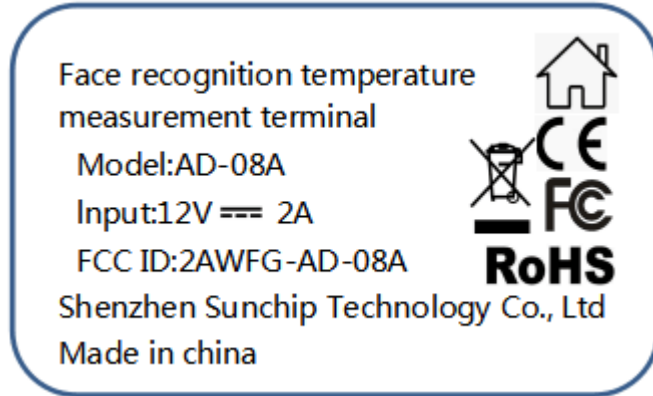 Face recognition temperature
measurement terminal
Model:AD-08A
Input:12V ⎓ 2A
FCC ID:2AWFG-AD-08A
Shenzhen Sunchip Technology Co., Ltd
Made in china
CE
FC
RoHS